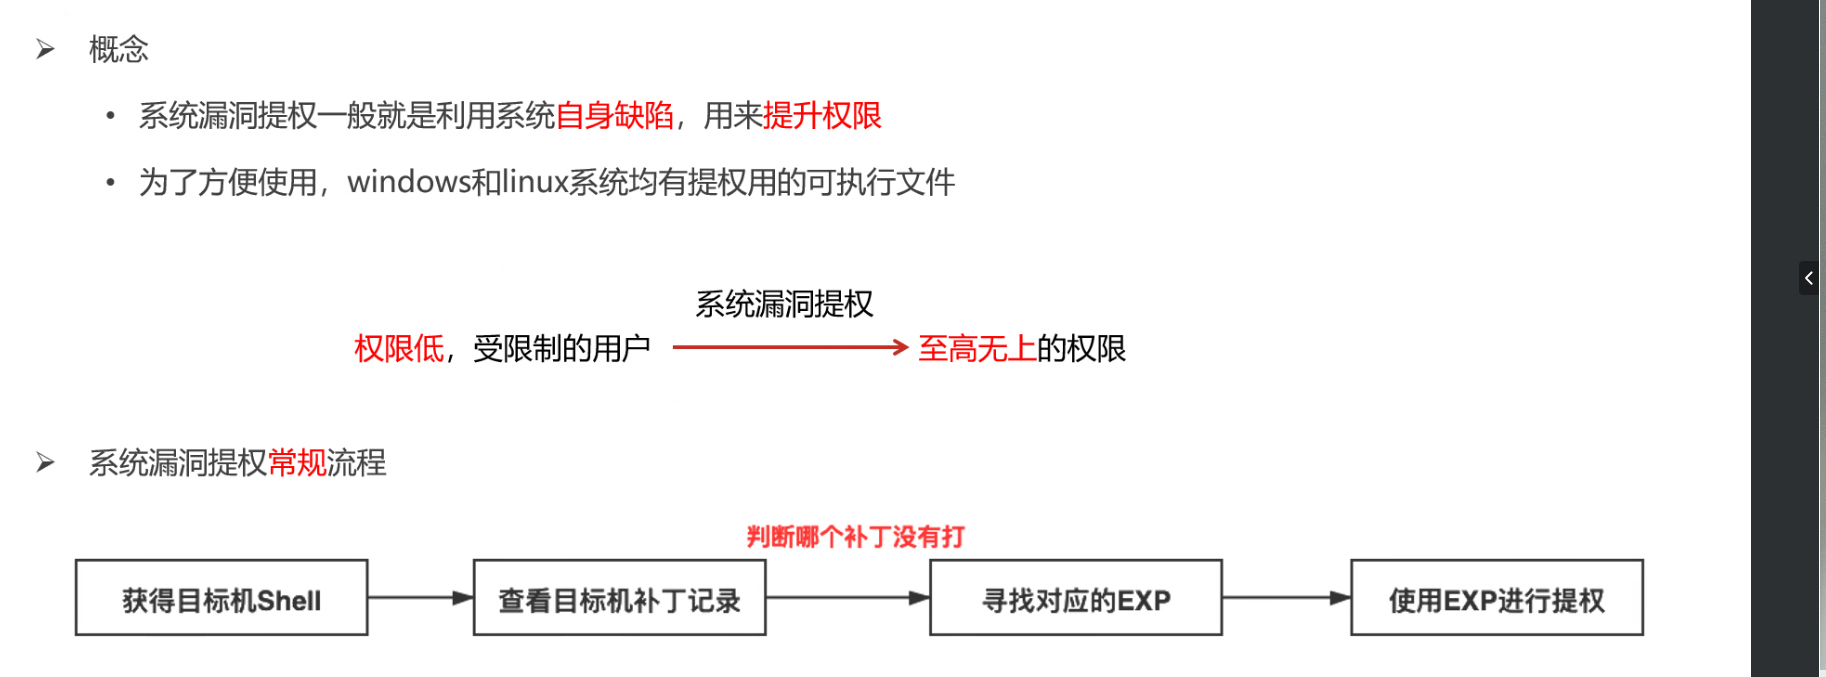 概念
系统漏洞提权一般就是利用系统自身缺陷，用来提升权限
为了方便使用，windows和linux系统均有提权用的可执行文件
系统漏洞提权
权限低，受限制的用户
至高无上的权限
系统漏洞提权常规流程
判断哪个补丁没有打
获得目标机Shell
查看目标机补丁记录
寻找对应的EXP
使用EXP进行提权